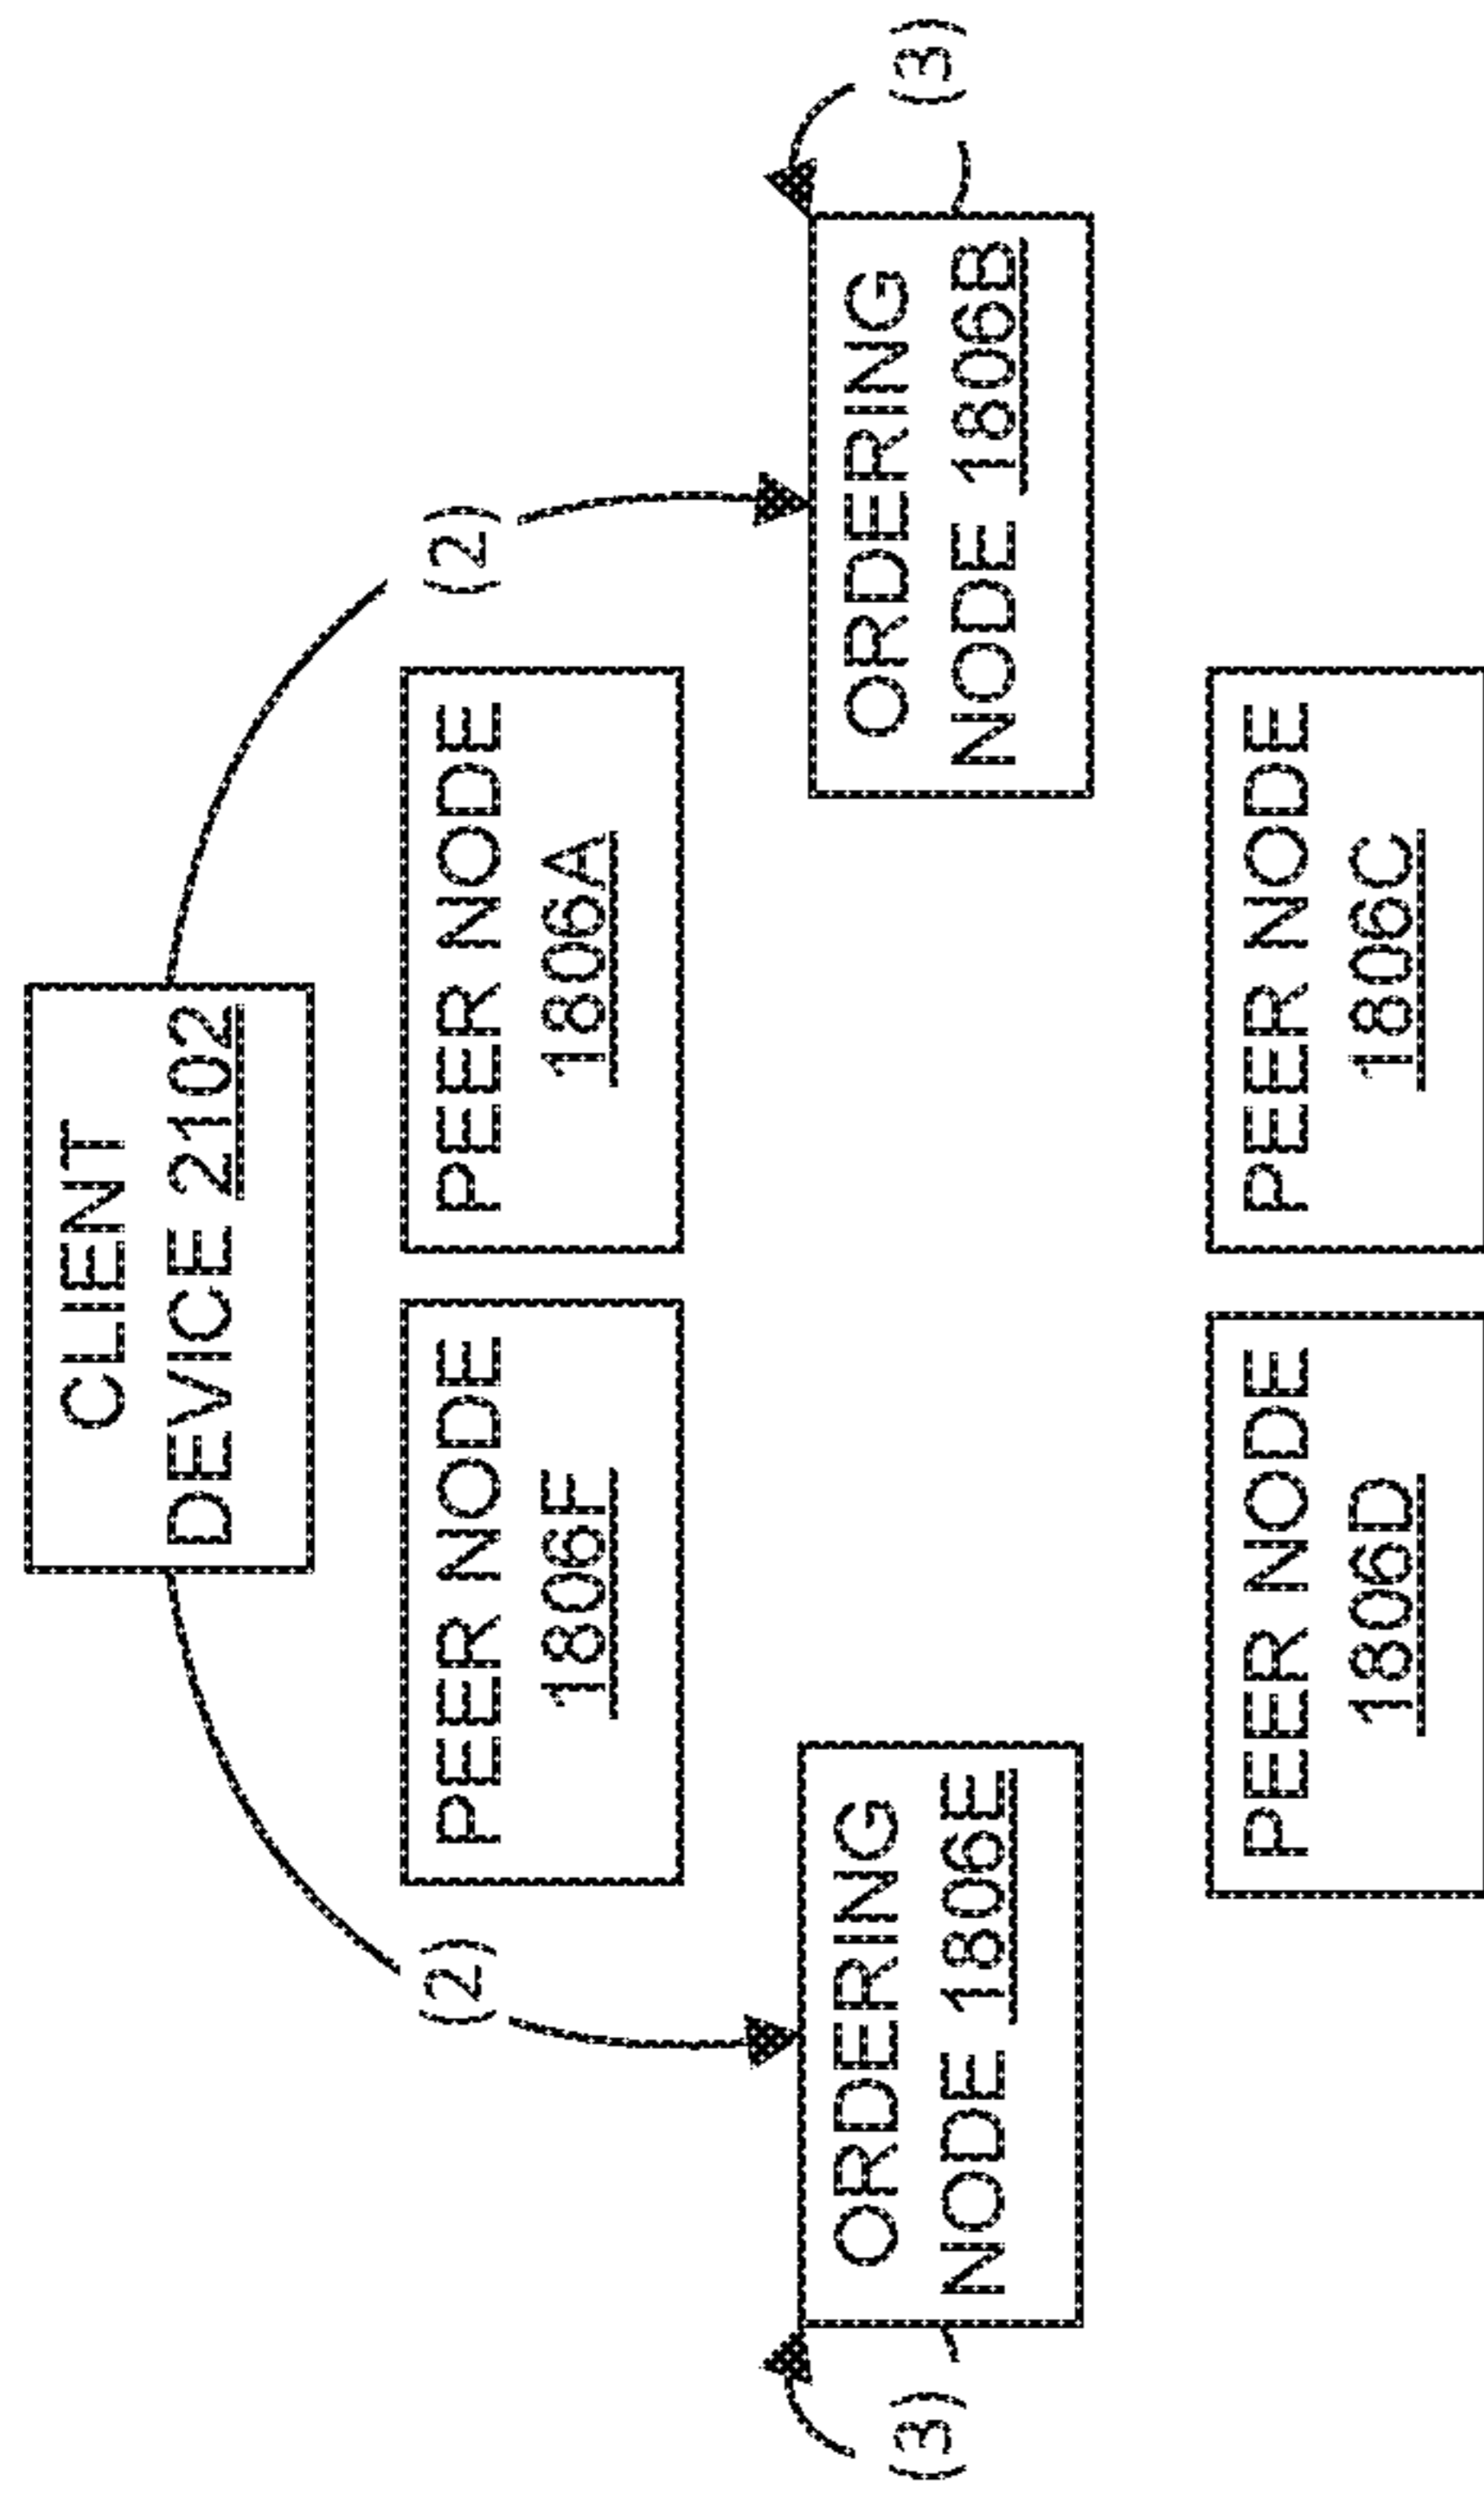 CLIENT
DEVICE 2102
(2)
(2)
PEER NODE
1806F
PEER NODE
1806A
ORDERING
NODE 1806E
ORDERING
NODE 1806B
(3)
(3)
PEER NODE
1806D
PEER NODE
1806C